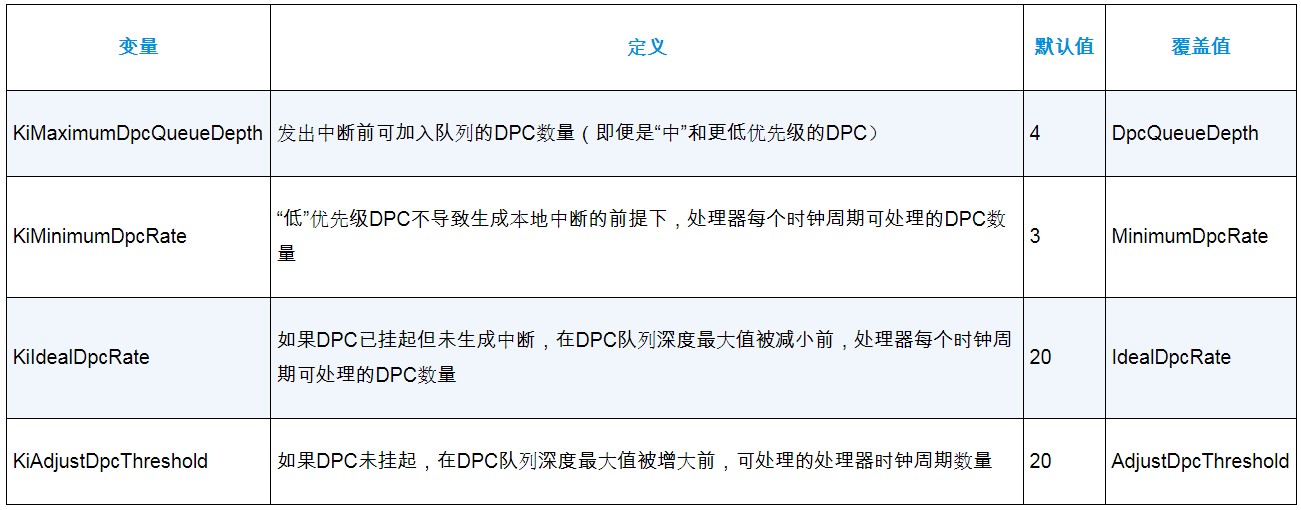 变量 定义 默认值 覆盖值
KiMaximumDpcQueueDepth 发出中断前可加入队列的DPC数量（即便是“中”和更低优先级的DPC） 4 DpcQueueDepth
KiMinimumDpcRate “低”优先级DPC不导致生成本地中断的前提下，处理器每个时钟周期可处理的DPC数
量 3 MinimumDpcRate
KiIdealDpcRate 如果DPC已挂起但未生成中断，在DPC队列深度最大值被减小前，处理器每个时钟周
期可处理的DPC数量 20 IdealDpcRate
KiAdjustDpcThreshold 如果DPC未挂起，在DPC队列深度最大值被增大前，可处理的处理器时钟周期数量 20 AdjustDpcThreshold